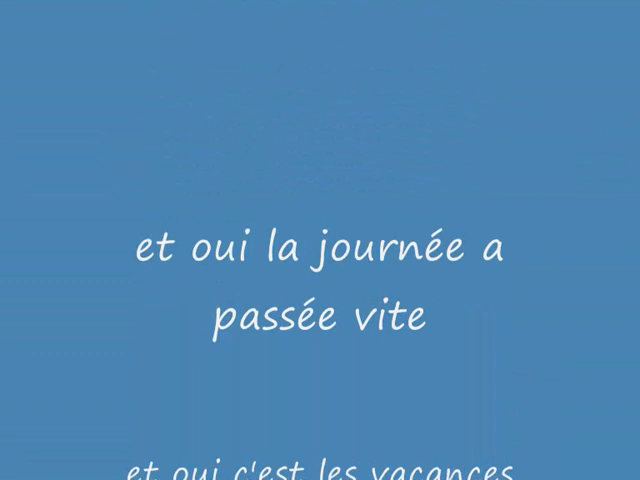 et oui la journée a
passée vite
et oui c'est les vacances